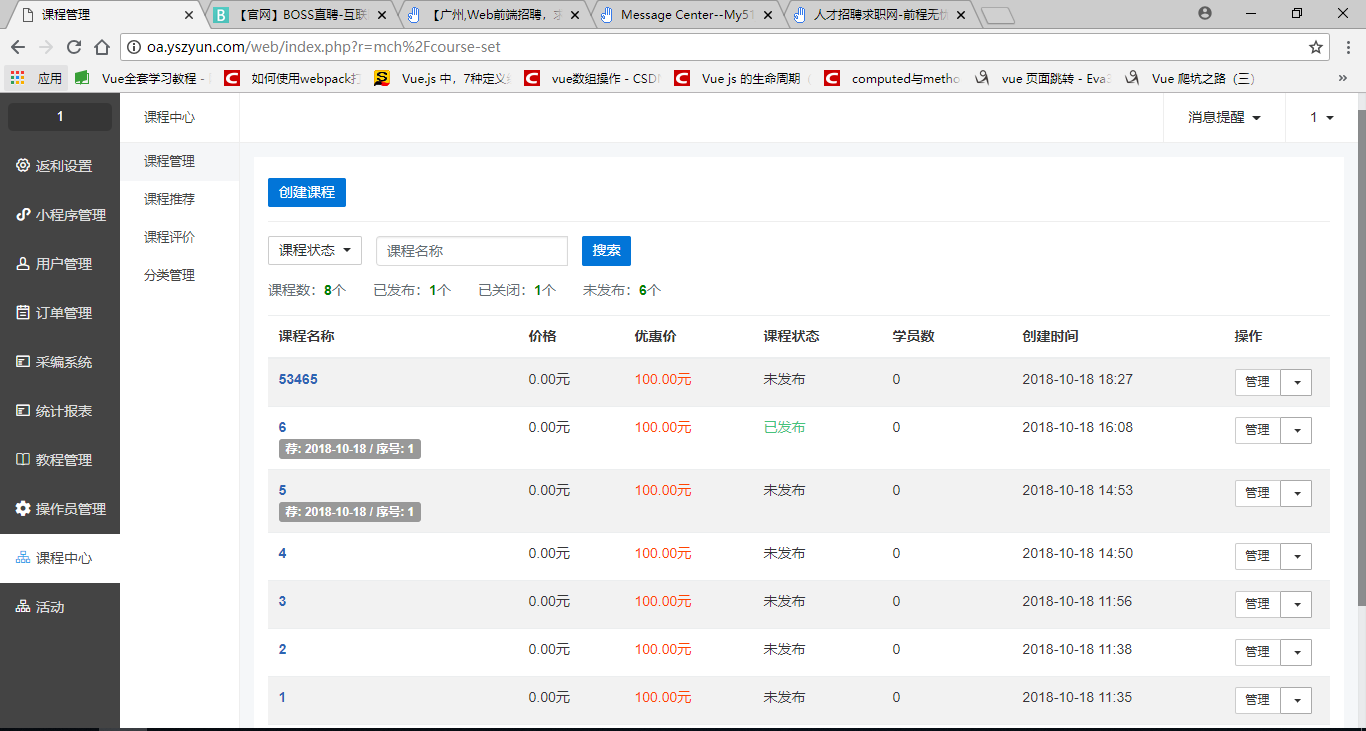 课程管理
【官网】BOSS直聘-互联
【广州,Web前端招聘，求
Message Center--My51
人才招聘求职网-前程无忧
oa.yszyun.com/web/index.php?r=mch%2Fcourse-set
应用
Vue全套学习教程 -
如何使用webpack打
Vue.js 中，7种定义
vue数组操作 - CSDN
Vue js 的生命周期
computed与metho
vue 页面跳转 - Eva
Vue 爬坑之路（三）
»
1
返利设置
小程序管理
用户管理
订单管理
采编系统
统计报表
教程管理
操作员管理
课程中心
活动
课程中心
课程管理
课程推荐
课程评价
分类管理
消息提醒
1
创建课程
课程状态
课程名称
搜索
课程数：8个 已发布：1个 已关闭：1个 未发布：6个
课程名称 价格 优惠价 课程状态 学员数 创建时间 操作
53465 0.00元 100.00元 未发布 0 2018-10-18 18:27 管理
6 0.00元 100.00元 已发布 0 2018-10-18 16:08 管理
荐: 2018-10-18 / 序号: 1
5 0.00元 100.00元 未发布 0 2018-10-18 14:53 管理
荐: 2018-10-18 / 序号: 1
4 0.00元 100.00元 未发布 0 2018-10-18 14:50 管理
3 0.00元 100.00元 未发布 0 2018-10-18 11:56 管理
2 0.00元 100.00元 未发布 0 2018-10-18 11:38 管理
1 0.00元 100.00元 未发布 0 2018-10-18 11:35 管理